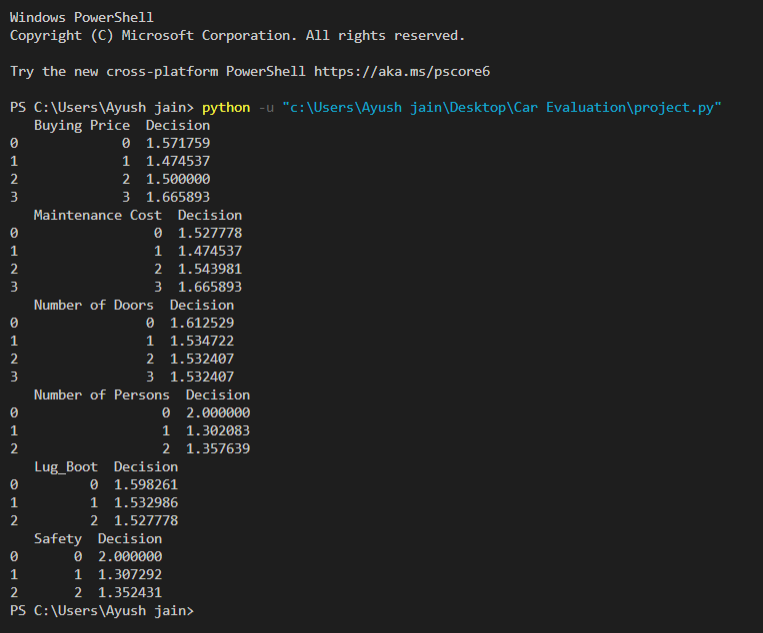 Windows PowerShell
Copyright (C) Microsoft Corporation. All rights reserved.
Try the new cross-platform PowerShell https://aka.ms/pscore6
PS C:\Users\Ayush jain> python -u "c:\Users\Ayush jain\Desktop\Car Evaluation\project.py"
   Buying Price  Decision
0             0  1.571759
1             1  1.474537
2             2  1.500000
3             3  1.665893
   Maintenance Cost  Decision
0                 0  1.527778
1                 1  1.474537
2                 2  1.543981
3                 3  1.665893
   Number of Doors  Decision
0                0  1.612529
1                1  1.534722
2                2  1.532407
3                3  1.532407
   Number of Persons  Decision
0                  0  2.000000
1                  1  1.302083
2                  2  1.357639
   Lug_Boot  Decision
0         0  1.598261
1         1  1.532986
2         2  1.527778
   Safety  Decision
0       0  2.000000
1       1  1.307292
2       2  1.352431
PS C:\Users\Ayush jain>